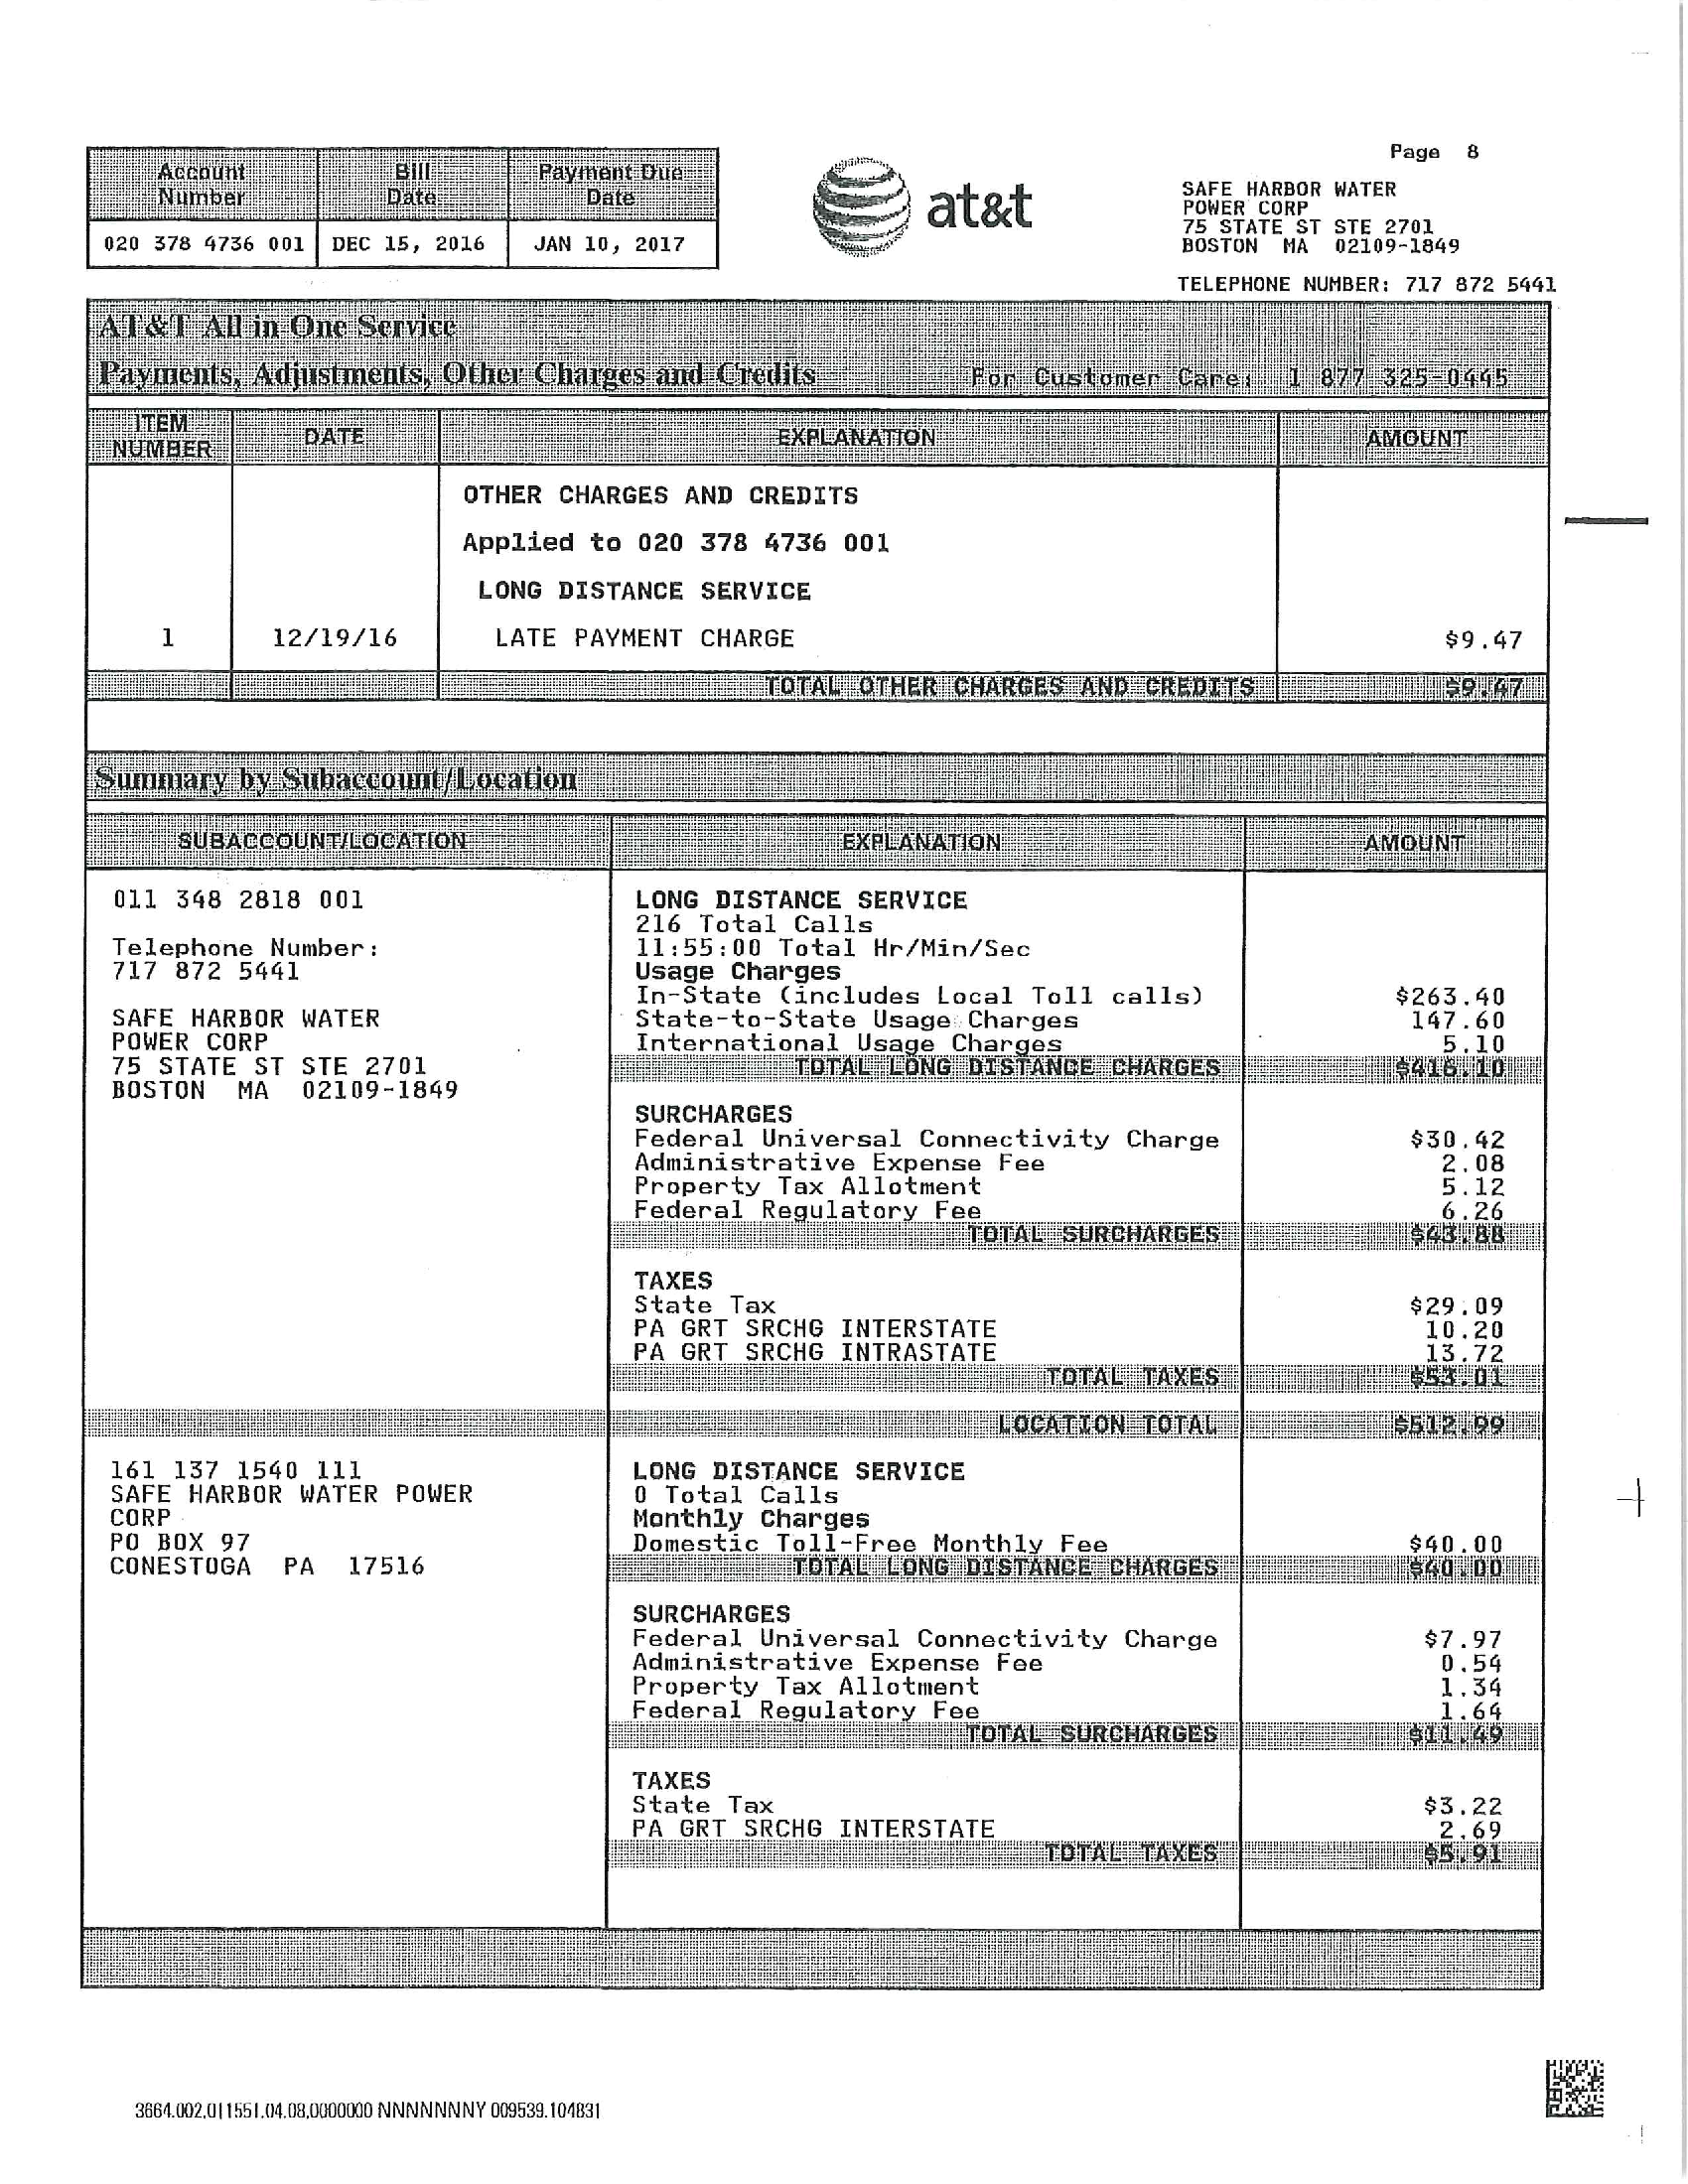 Page 8
Account Number Bill Date Payment Due Date
020 378 4736 001 DEC 15, 2016 JAN 10, 2017
at&t
SAFE HARBOR WATER
POWER CORP
75 STATE ST STE 2701
BOSTON MA 02109-1849
TELEPHONE NUMBER: 717 872 5441
AT&T All in One Service
Payments, Adjustments, Other Charges and Credits For Customer Care: 1 877 325-0445
ITEM NUMBER DATE EXPLANATION AMOUNT
OTHER CHARGES AND CREDITS
Applied to 020 378 4736 001
LONG DISTANCE SERVICE
1 12/19/16 LATE PAYMENT CHARGE $9.47
TOTAL OTHER CHARGES AND CREDITS $9.47
Summary by Subaccount/Location
SUBACCOUNT/LOCATION EXPLANATION AMOUNT
011 348 2818 001
Telephone Number:
717 872 5441
SAFE HARBOR WATER
POWER CORP
75 STATE ST STE 2701
BOSTON MA 02109-1849
LONG DISTANCE SERVICE
216 Total Calls
11:55:00 Total Hr/Min/Sec
Usage Charges
In-State (includes Local Toll calls) $263.40
State-to-State Usage Charges 147.60
International Usage Charges 5.10
TOTAL LONG DISTANCE CHARGES $416.10
SURCHARGES
Federal Universal Connectivity Charge $30.42
Administrative Expense Fee 2.08
Property Tax Allotment 5.12
Federal Regulatory Fee 6.26
TOTAL SURCHARGES $43.88
TAXES
State Tax $29.09
PA GRT SRCHG INTERSTATE 10.20
PA GRT SRCHG INTRASTATE 13.72
TOTAL TAXES $53.01
LOCATION TOTAL $512.99
161 137 1540 111
SAFE HARBOR WATER POWER
CORP
PO BOX 97
CONESTOGA PA 17516
LONG DISTANCE SERVICE
0 Total Calls
Monthly Charges
Domestic Toll-Free Monthly Fee $40.00
TOTAL LONG DISTANCE CHARGES $40.00
SURCHARGES
Federal Universal Connectivity Charge $7.97
Administrative Expense Fee 0.54
Property Tax Allotment 1.34
Federal Regulatory Fee 1.64
TOTAL SURCHARGES $11.49
TAXES
State Tax $3.22
PA GRT SRCHG INTERSTATE 2.69
TOTAL TAXES $5.91
3664.002.011551.04.08.0000000 NNNNNNNY 009539.104831